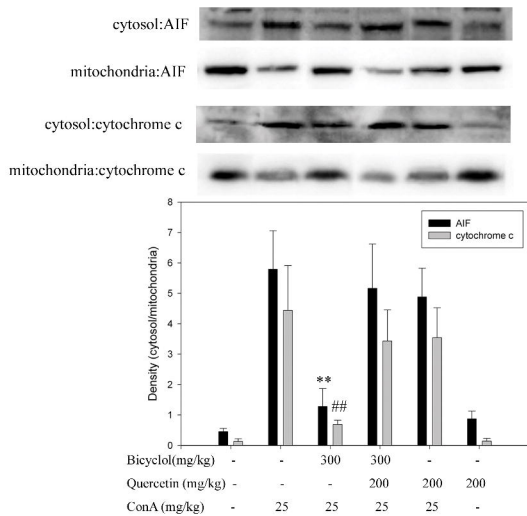 cytosol:AIF
mitochondria:AIF
cytosol:cytochrome c
mitochondria:cytochrome c
8
7
6
5
4
3
2
1
0
Density (cytosol/mitochondria)
AIF
cytochrome c
**
##
Bicyclol(mg/kg) - - 300 300 - -
Quercetin (mg/kg) - - - 200 200 200
ConA (mg/kg) - 25 25 25 25 -